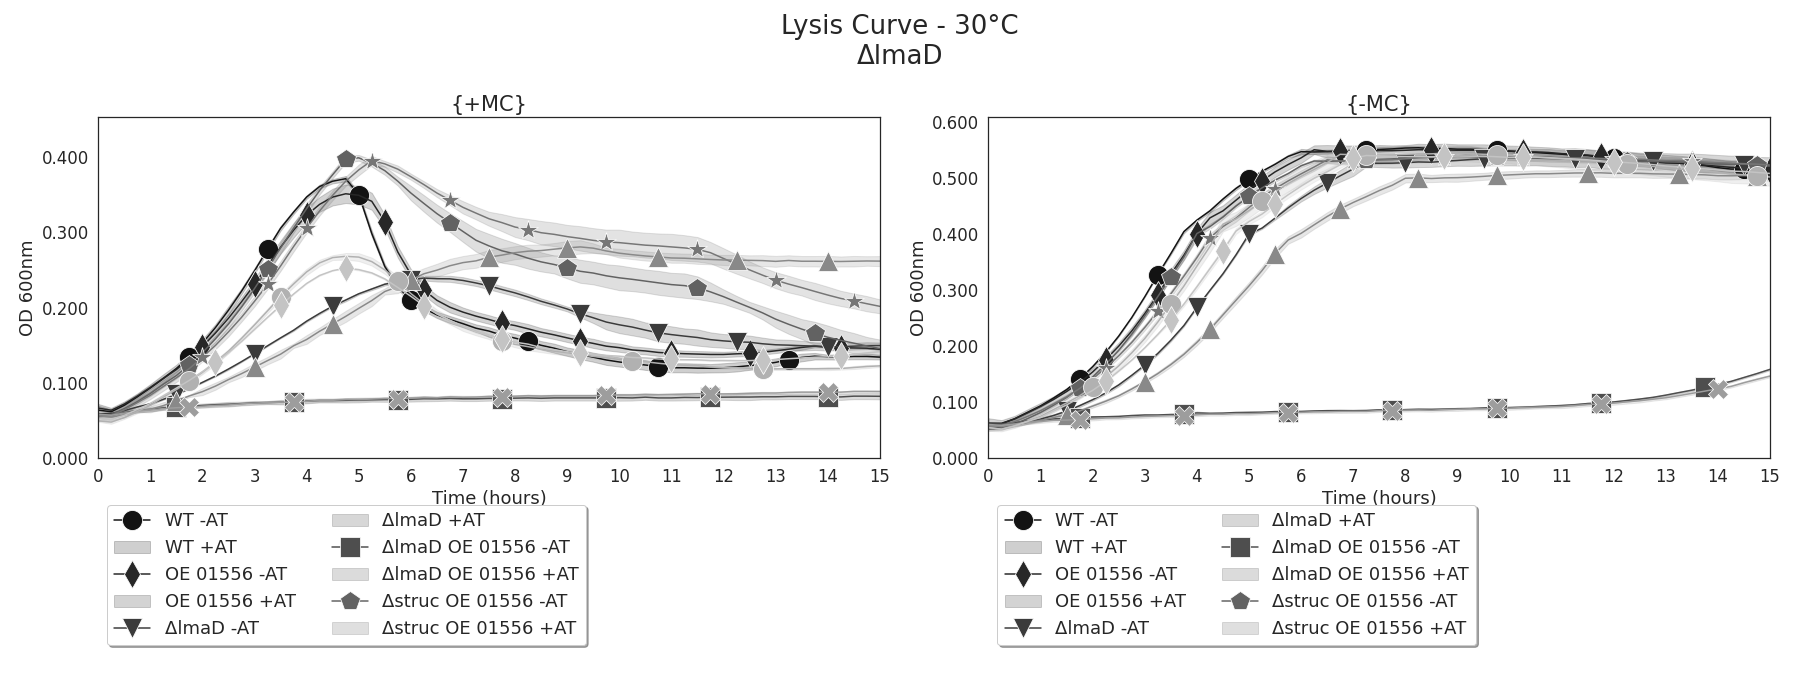 Lysis Curve - 30°C
ΔlmaD
{+MC}
OD 600nm
0.400
0.300
0.200
0.100
0.000
0 1 2 3 4 5 6 7 8 9 10 11 12 13 14 15
Time (hours)
WT -AT
WT +AT
OE 01556 -AT
OE 01556 +AT
ΔlmaD -AT
ΔlmaD +AT
ΔlmaD OE 01556 -AT
ΔlmaD OE 01556 +AT
Δstruc OE 01556 -AT
Δstruc OE 01556 +AT
{-MC}
OD 600nm
0.600
0.500
0.400
0.300
0.200
0.100
0.000
0 1 2 3 4 5 6 7 8 9 10 11 12 13 14 15
Time (hours)
WT -AT
WT +AT
OE 01556 -AT
OE 01556 +AT
ΔlmaD -AT
ΔlmaD +AT
ΔlmaD OE 01556 -AT
ΔlmaD OE 01556 +AT
Δstruc OE 01556 -AT
Δstruc OE 01556 +AT